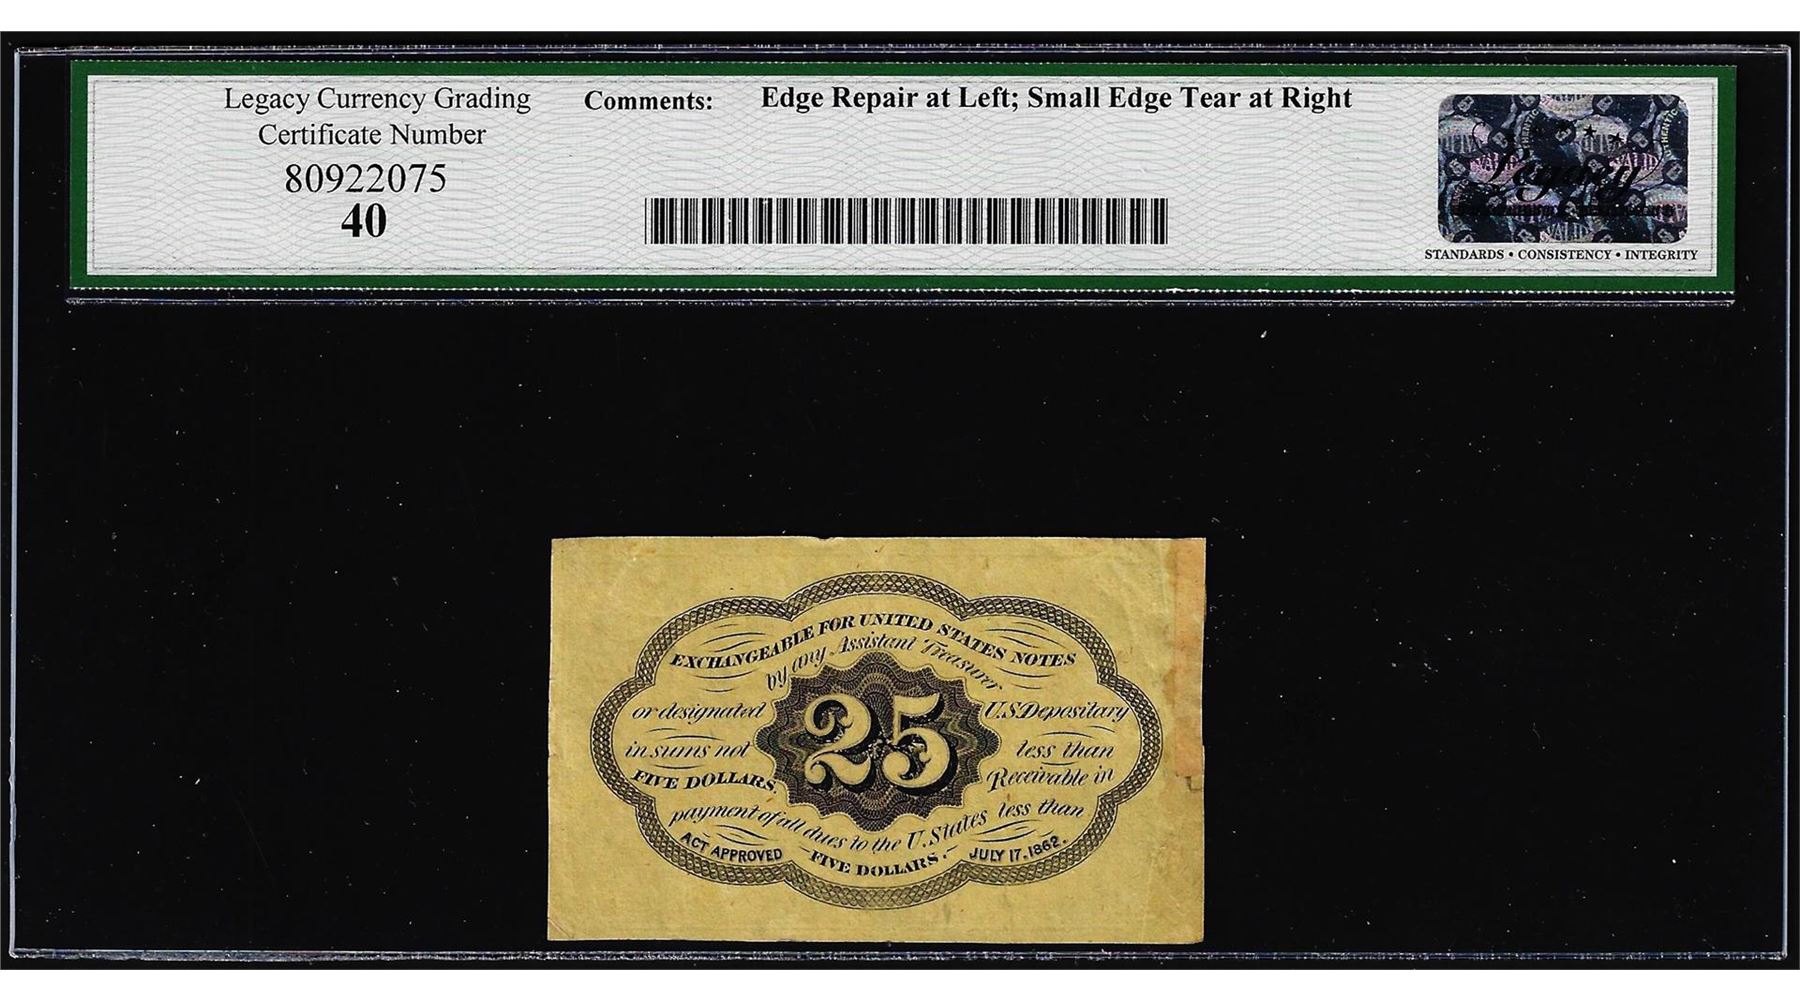 Legacy Currency Grading
Certificate Number
80922075
40
Comments: Edge Repair at Left; Small Edge Tear at Right
Legacy
VALID
STANDARDS • CONSISTENCY • INTEGRITY
EXCHANGEABLE FOR UNITED STATES NOTES
by any Assistant Treasurer
or designated U.S. Depositary
in sums not less than
FIVE DOLLARS. Receivable in
payment of all dues to the U. States less than
FIVE DOLLARS.
ACT APPROVED JULY 17, 1862.
25